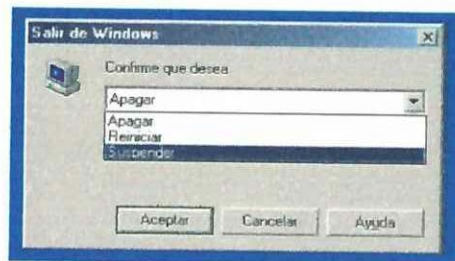 Salir de Windows
Confirme que desea
Apagar
Apagar
Reiniciar
Suspender
Aceptar Cancelar Ayuda